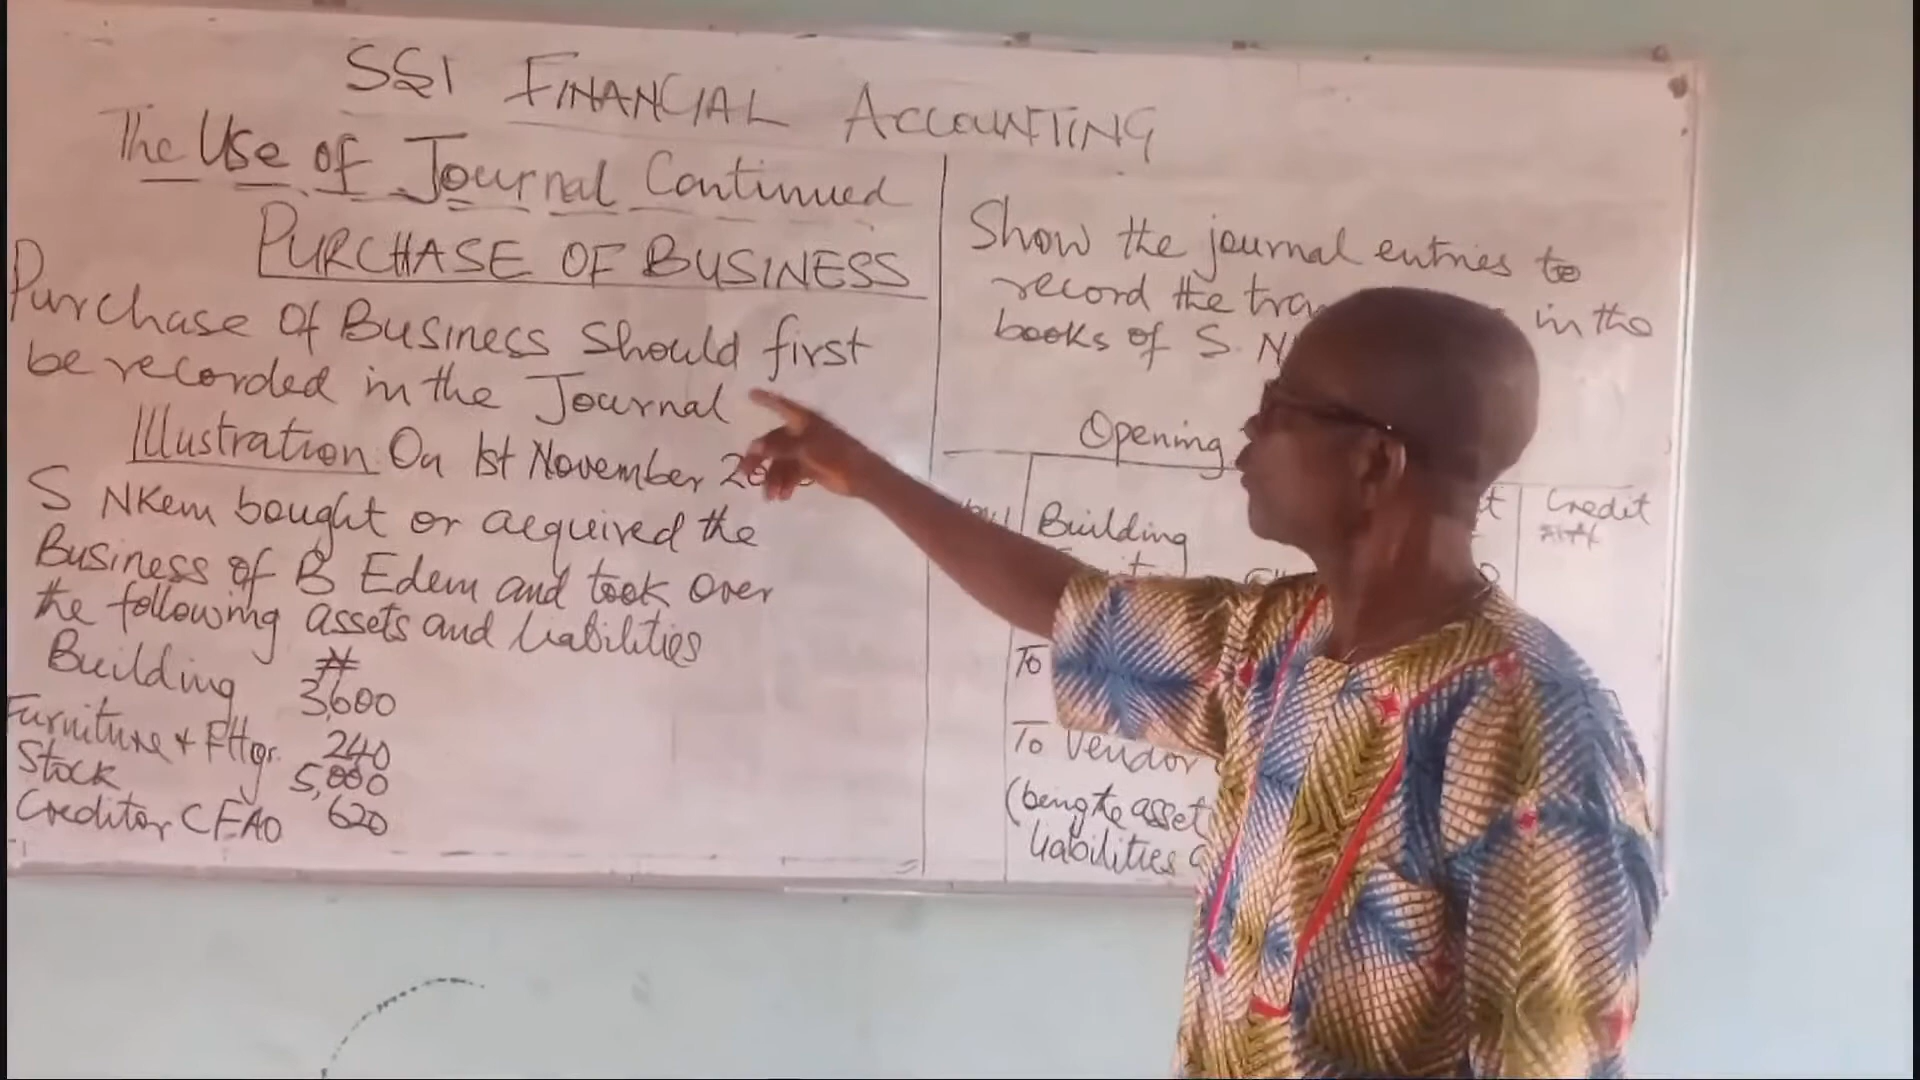 SS1 FINANCIAL ACCOUNTING
The Use of Journal Continued
PURCHASE OF BUSINESS
Purchase Of Business Should first
be recorded in the Journal
Illustration On 1st November
S NKem bought or acquired the
Business of B Edem and took over
the following assets and liabilities
₦
Building 3,600
Furniture + Fittgs. 240
Stock 5,000
Creditor CFAO 620
Show the journal entries to
record the in the
books of S.
Opening
Credit
Building
To
To Vendor
(being the asset
liabilities